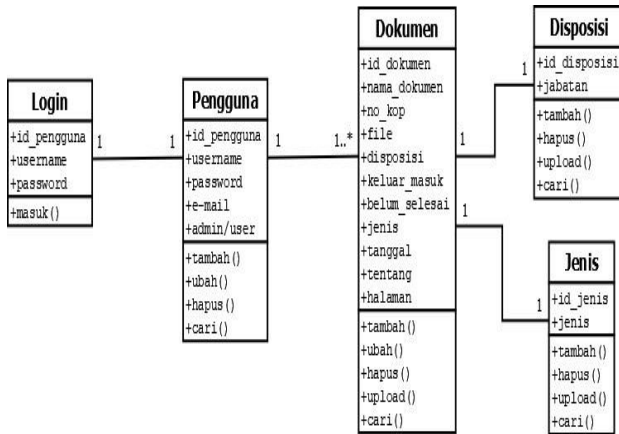 Login
+id_pengguna
+username
+password
+masuk()
1
1
Pengguna
+id_pengguna
+username
+password
+e-mail
+admin/user
+tambah()
+ubah()
+hapus()
+cari()
1
1..*
Dokumen
+id_dokumen
+nama_dokumen
+no_kop
+file
+disposisi
+keluar_masuk
+belum_selesai
+jenis
+tanggal
+tentang
+halaman
+tambah()
+ubah()
+hapus()
+upload()
+cari()
1
1
Disposisi
+id_disposisi
+jabatan
+tambah()
+hapus()
+upload()
+cari()
1
1
Jenis
+id_jenis
+jenis
+tambah()
+hapus()
+upload()
+cari()